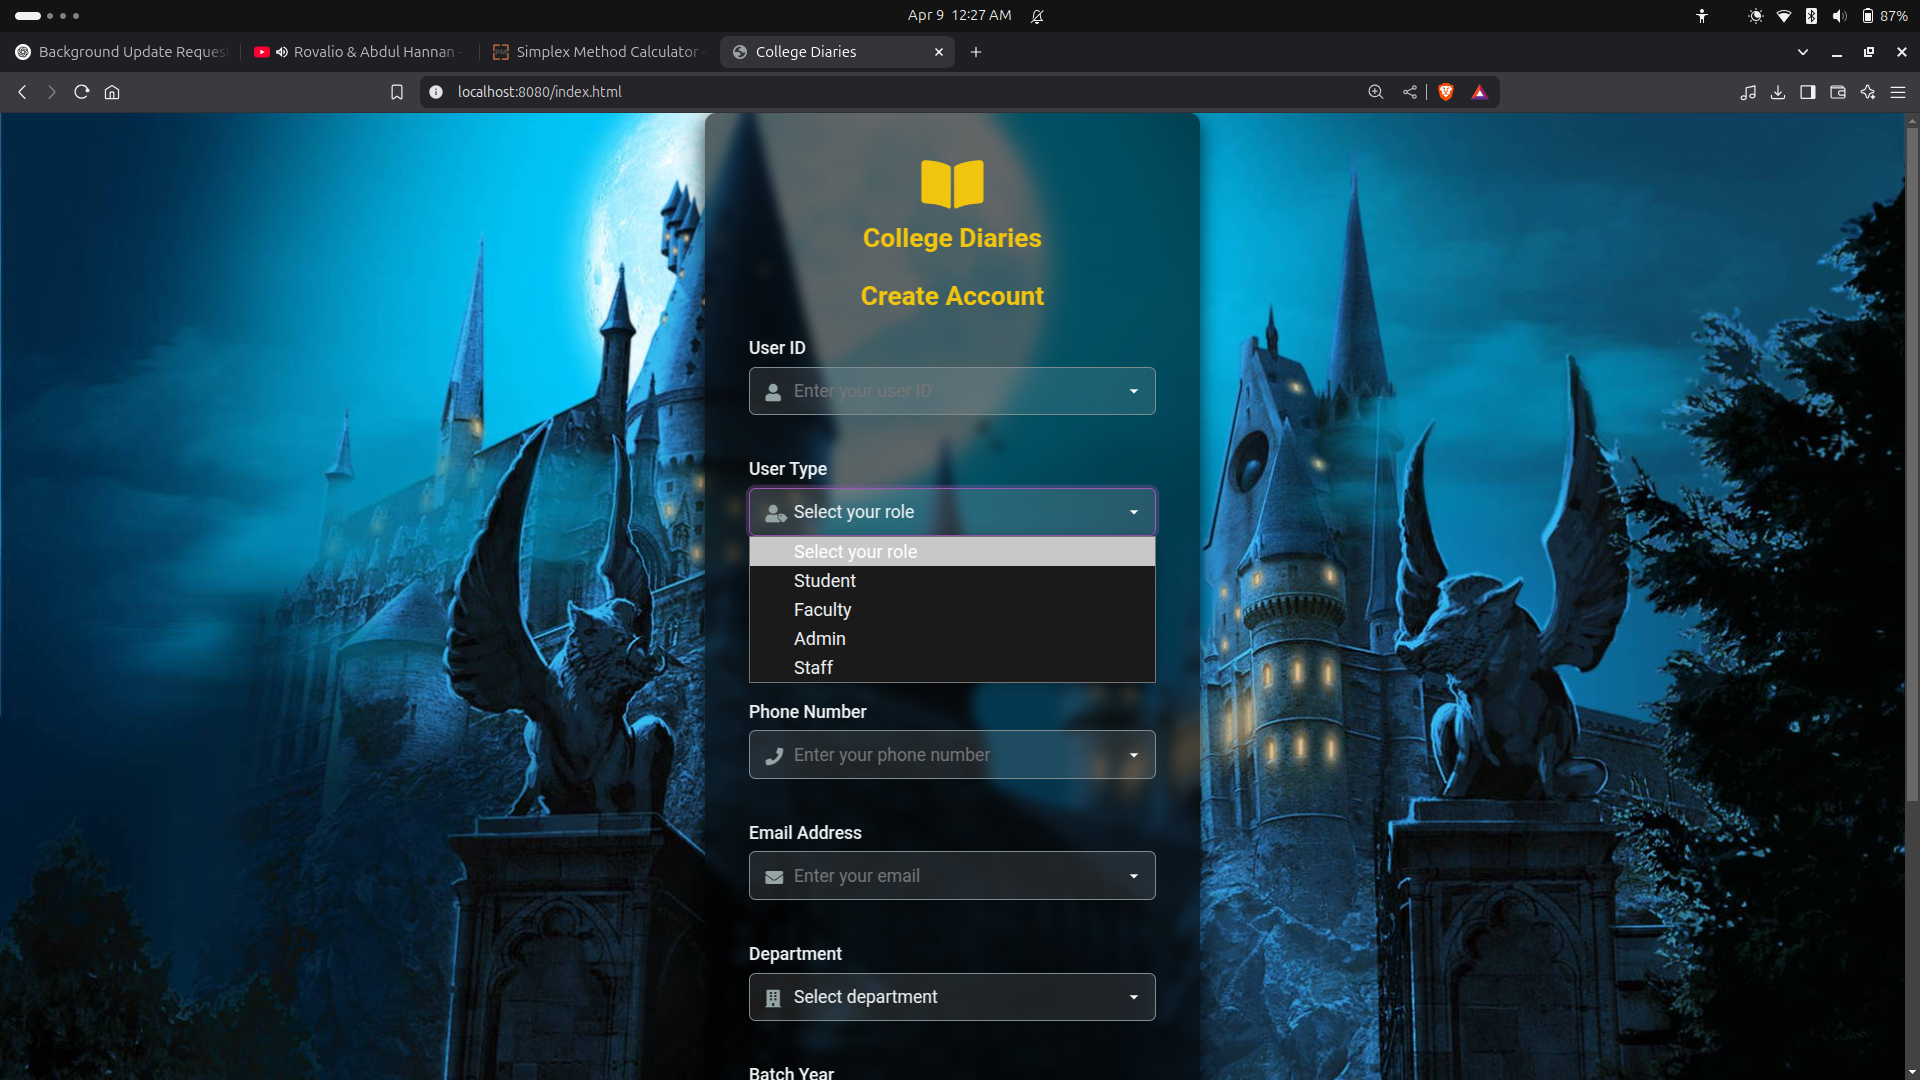 Apr 9 12:27 AM
87%
Background Update Reques
Rovalio & Abdul Hannan -
Simplex Method Calculator -
College Diaries
localhost:8080/index.html
College Diaries
Create Account
User ID
Enter your user ID
User Type
Select your role
Select your role
Student
Faculty
Admin
Staff
Phone Number
Enter your phone number
Email Address
Enter your email
Department
Select department
Batch Year